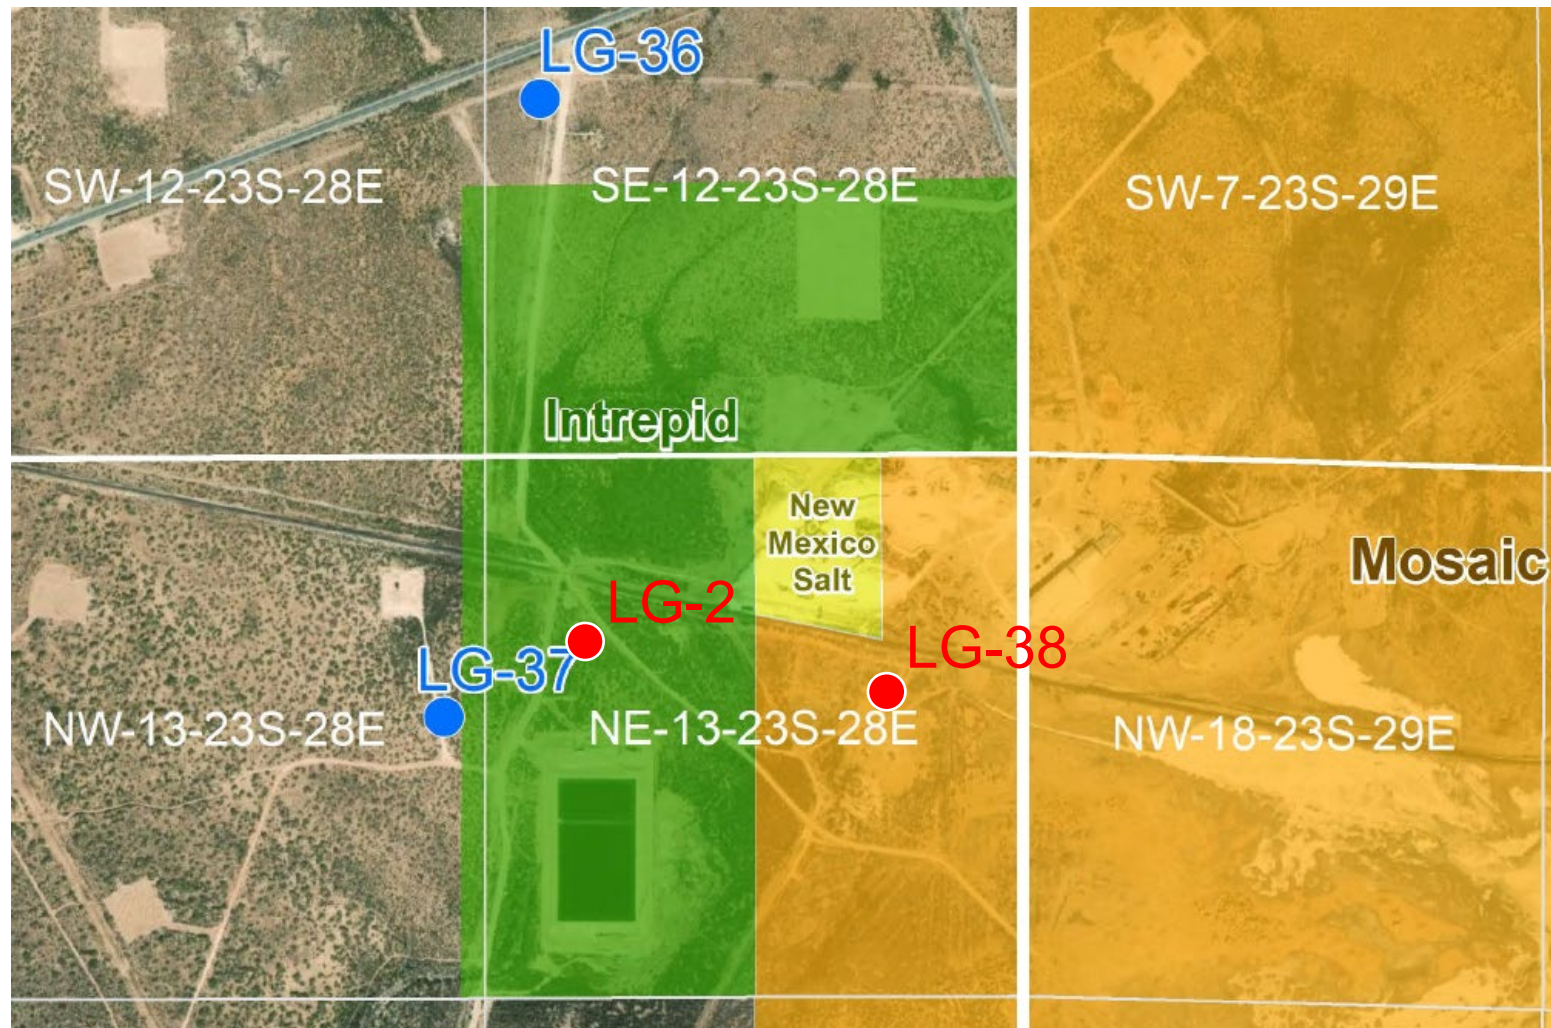 LG-36
SW-12-23S-28E
SE-12-23S-28E
SW-7-23S-29E
Intrepid
New
Mexico
Salt
Mosaic
LG-2
LG-38
LG-37
NW-13-23S-28E
NE-13-23S-28E
NW-18-23S-29E